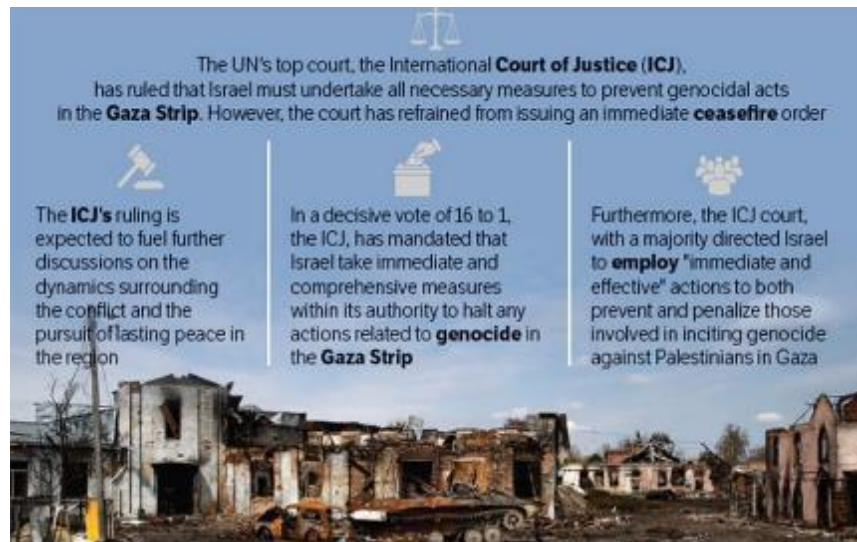 The UN's top court, the International Court of Justice (ICJ),
has ruled that Israel must undertake all necessary measures to prevent genocidal acts
in the Gaza Strip. However, the court has refrained from issuing an immediate ceasefire order
The ICJ's ruling is
expected to fuel further
discussions on the
dynamics surrounding
the conflict and the
pursuit of lasting peace in
the region
In a decisive vote of 16 to 1,
the ICJ, has mandated that
Israel take immediate and
comprehensive measures
within its authority to halt any
actions related to genocide in
the Gaza Strip
Furthermore, the ICJ court,
with a majority directed Israel
to employ "immediate and
effective" actions to both
prevent and penalize those
involved in inciting genocide
against Palestinians in Gaza